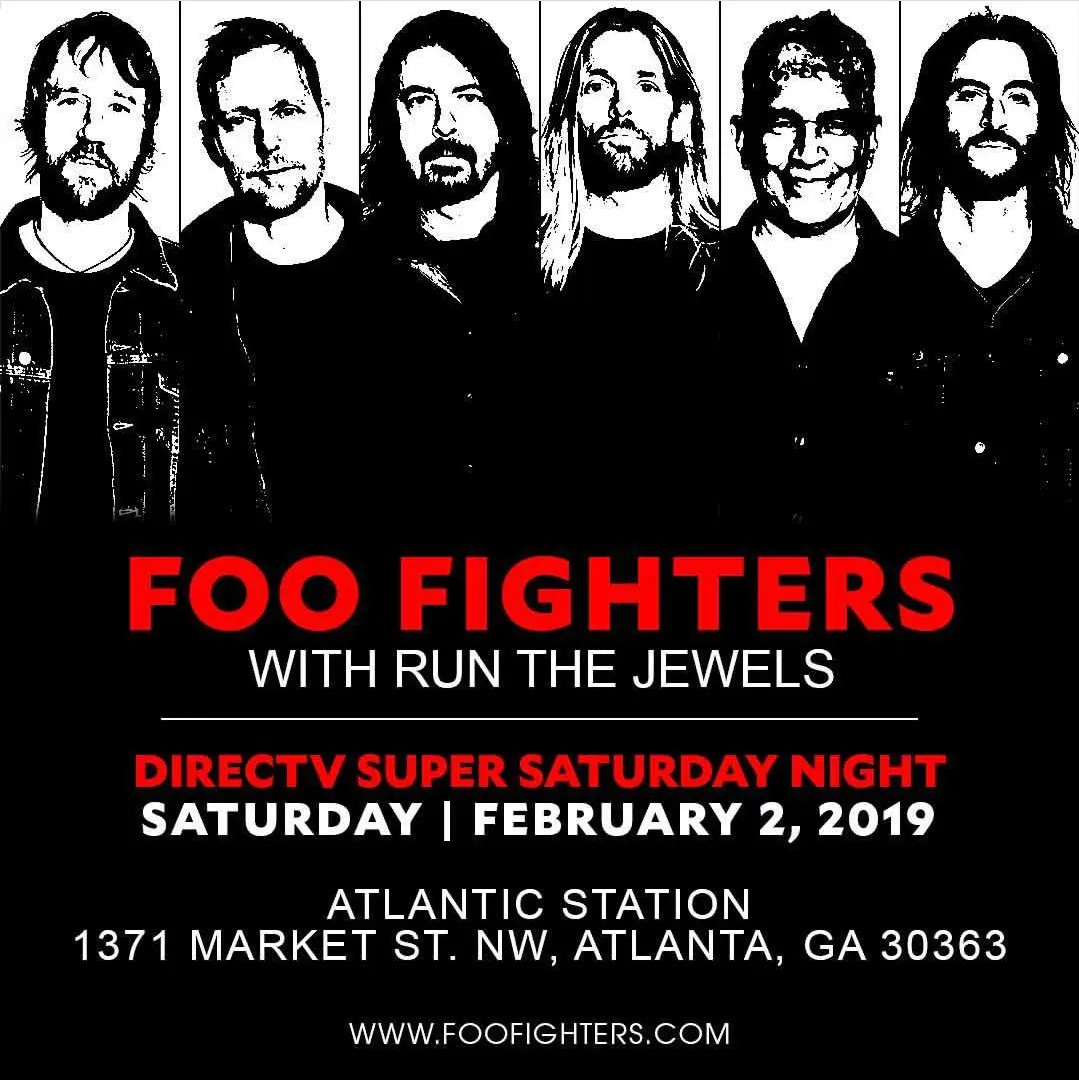 FOO FIGHTERS
WITH RUN THE JEWELS
DIRECTV SUPER SATURDAY NIGHT
SATURDAY | FEBRUARY 2, 2019
ATLANTIC STATION
1371 MARKET ST. NW, ATLANTA, GA 30363
WWW.FOOFIGHTERS.COM